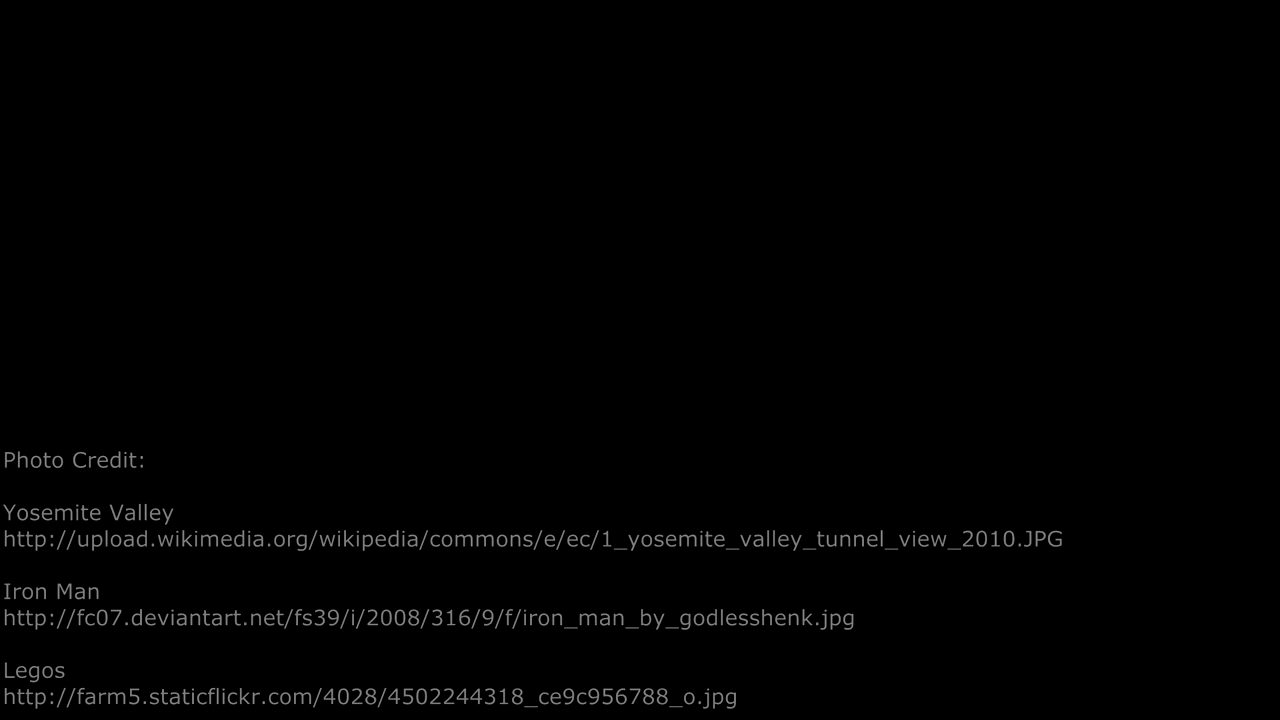 Photo Credit:
Yosemite Valley
http://upload.wikimedia.org/wikipedia/commons/e/ec/1_yosemite_valley_tunnel_view_2010.JPG
Iron Man
http://fc07.deviantart.net/fs39/i/2008/316/9/f/iron_man_by_godlesshenk.jpg
Legos
http://farm5.staticflickr.com/4028/4502244318_ce9c956788_o.jpg